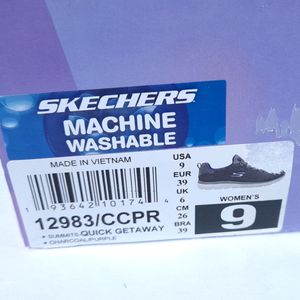 SKECHERS
MACHINE
WASHABLE
MADE IN VIETNAM
1 93642 10174 4
12983/CCPR
• SUMMITS-QUICK GETAWAY
• CHARCOAL/PURPLE
USA
9
EUR
39
UK
6
CM
26
BRA
39
WOMEN'S
9